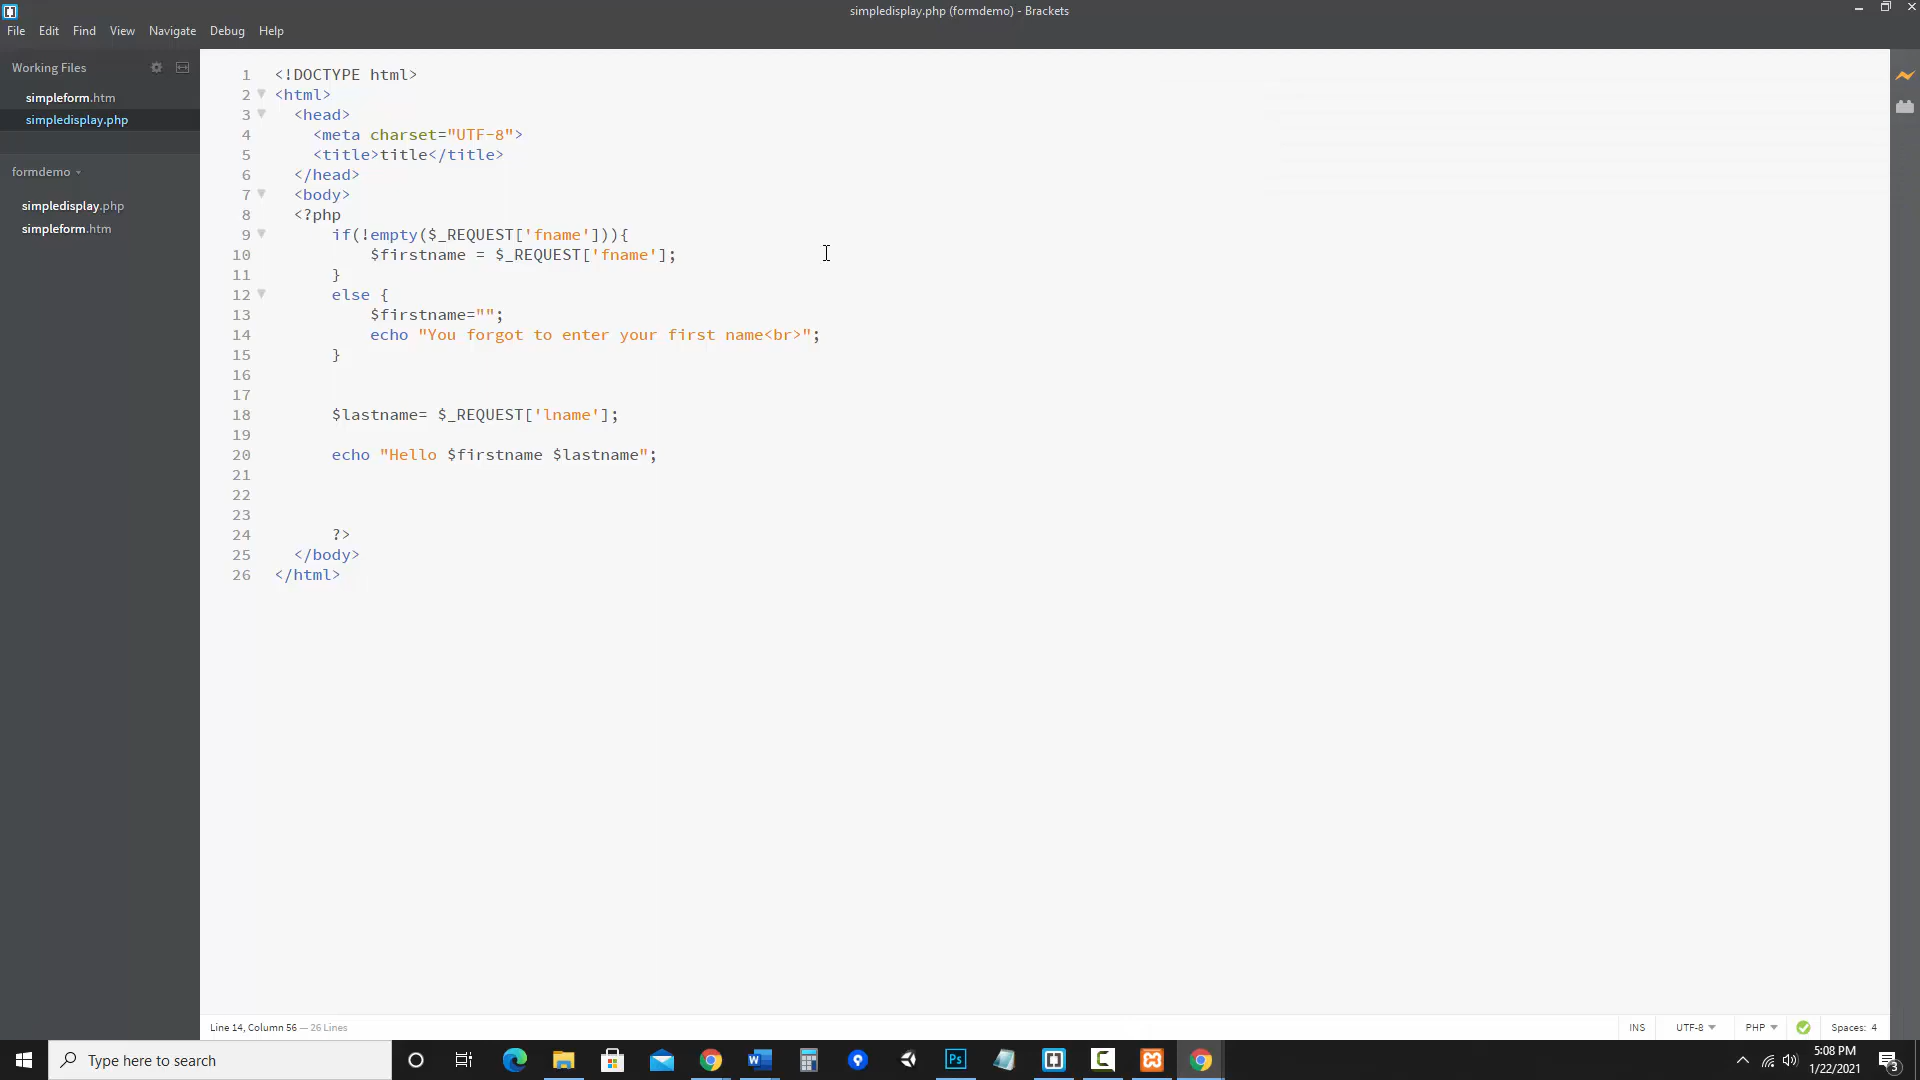 simpledisplay.php (formdemo) - Brackets
File Edit Find View Navigate Debug Help
Working Files
simpleform.htm
simpledisplay.php
formdemo
simpledisplay.php
simpleform.htm
1 <!DOCTYPE html>
2 <html>
3 <head>
4 <meta charset="UTF-8">
5 <title>title</title>
6 </head>
7 <body>
8 <?php
9 if(!empty($_REQUEST['fname'])){
10 $firstname = $_REQUEST['fname'];
11 }
12 else {
13 $firstname="";
14 echo "You forgot to enter your first name<br>";
15 }
16
17
18 $lastname= $_REQUEST['lname'];
19
20 echo "Hello $firstname $lastname";
21
22
23
24 ?>
25 </body>
26 </html>
Line 14, Column 56 — 26 Lines
INS UTF-8 PHP Spaces: 4
Type here to search
W
Ps
5:08 PM
1/22/2021
3